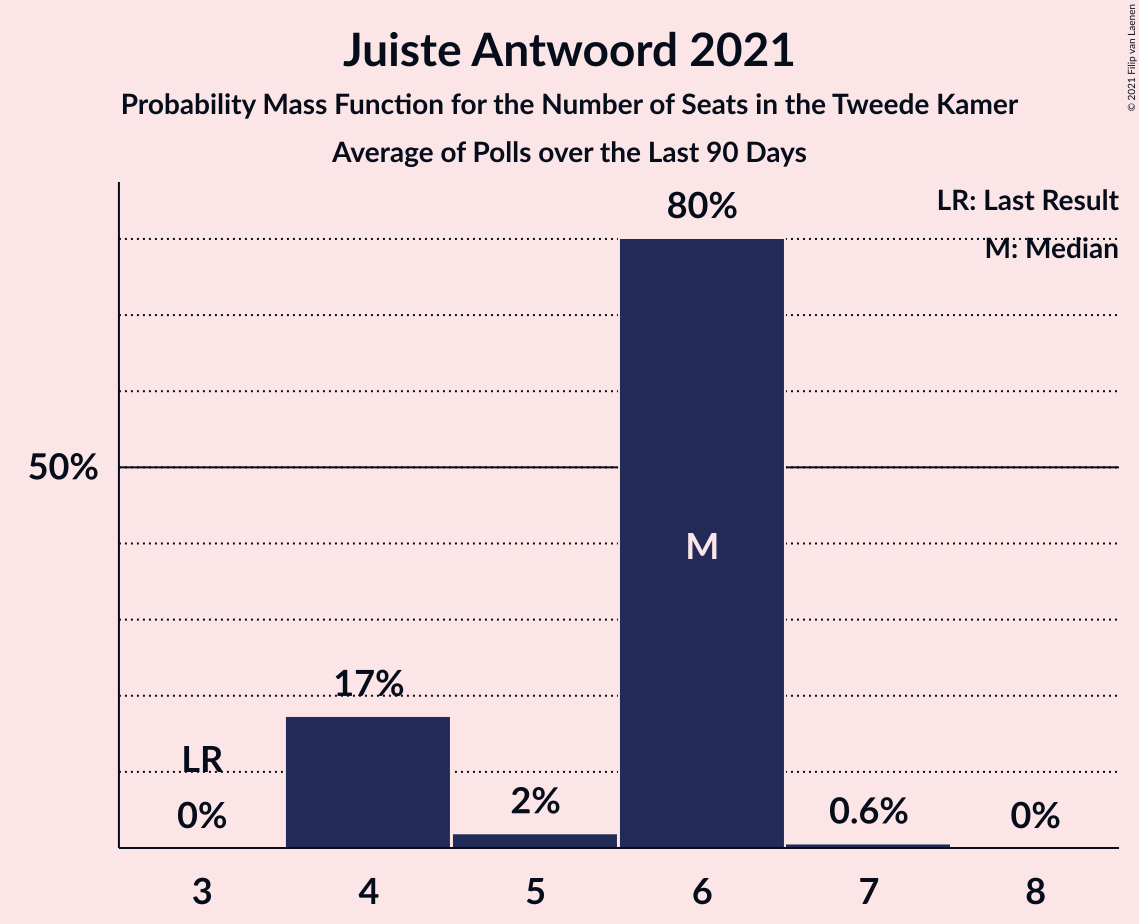 Juiste Antwoord 2021
Probability Mass Function for the Number of Seats in the Tweede Kamer
Average of Polls over the Last 90 Days
© 2021 Filip van Laenen
LR: Last Result
M: Median
80%
50%
M
17%
LR
0%
2%
0.6%
0%
3 4 5 6 7 8